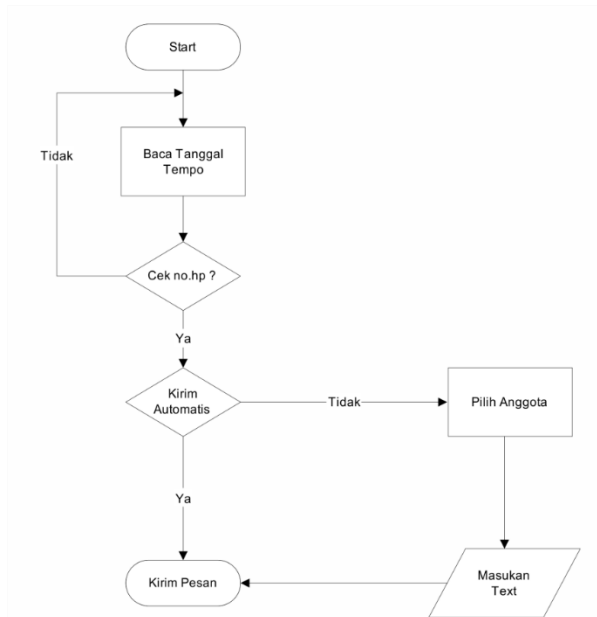 Start
Tidak
Baca Tanggal
Tempo
Cek no.hp ?
Ya
Kirim
Automatis
Tidak
Pilih Anggota
Ya
Kirim Pesan
Masukan
Text